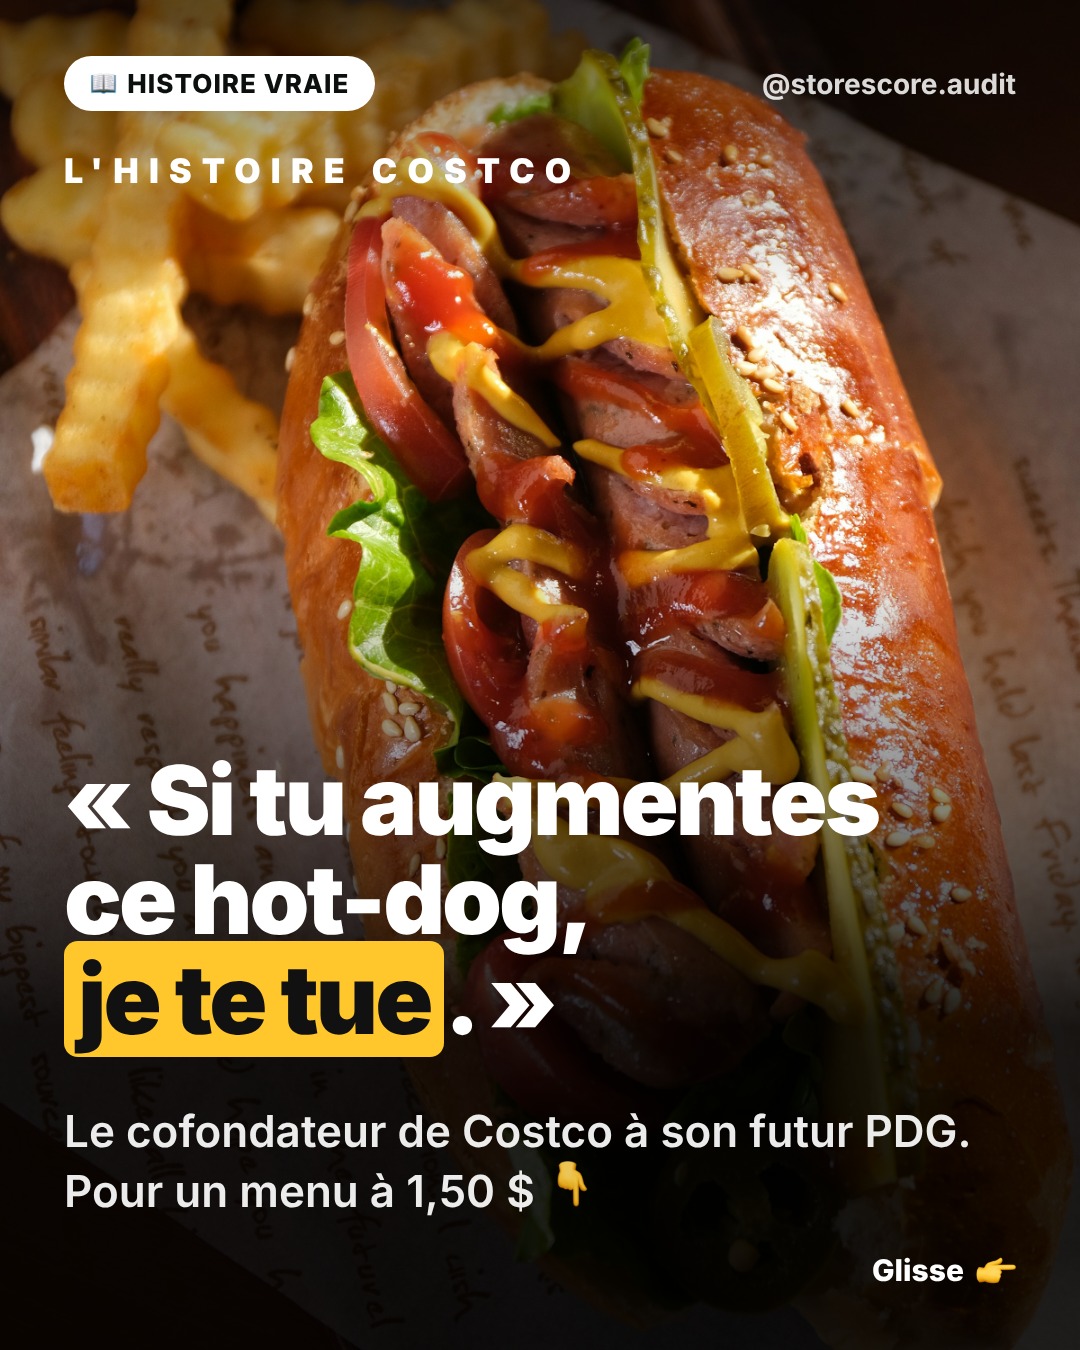 📖 HISTOIRE VRAIE
@storescore.audit
L'HISTOIRE COSTCO
« Si tu augmentes
ce hot-dog,
je te tue. »
Le cofondateur de Costco à son futur PDG.
Pour un menu à 1,50 $ 👇
Glisse 👉